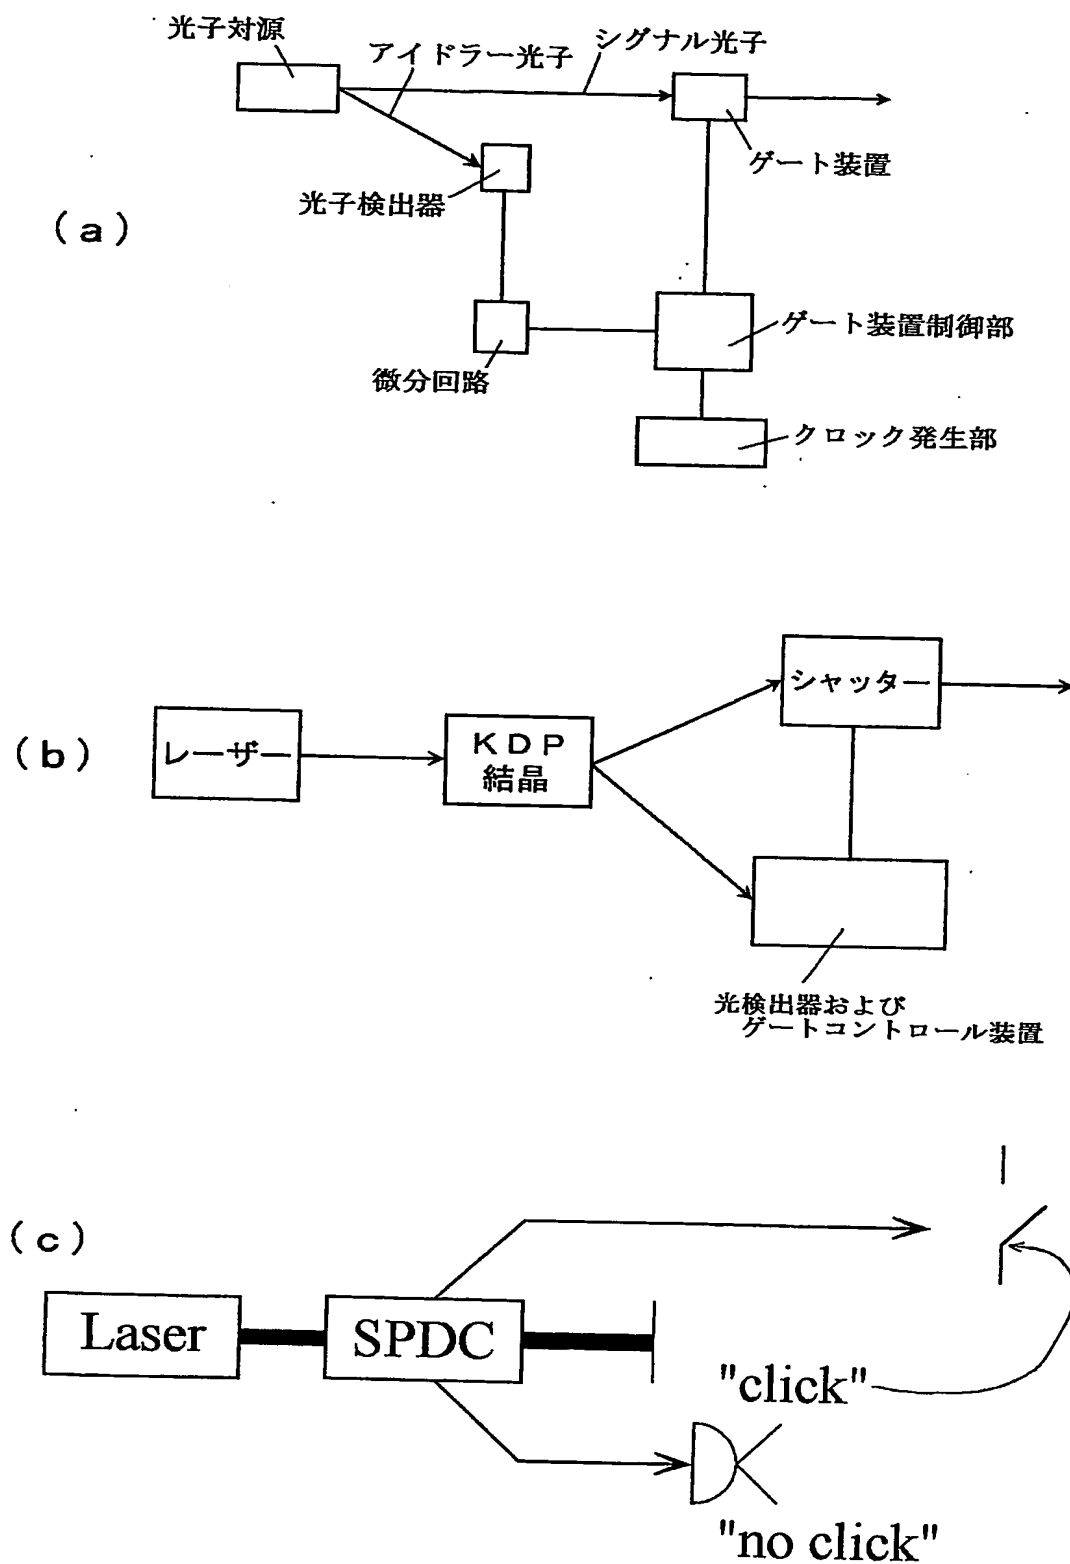 光子対源
アイドラー光子
シグナル光子
ゲート装置
光子検出器
(a)
ゲート装置制御部
微分回路
クロック発生部
シャッター
(b)
レーザー
KDP
結晶
光検出器および
ゲートコントロール装置
(c)
Laser
SPDC
"click"
"no click"